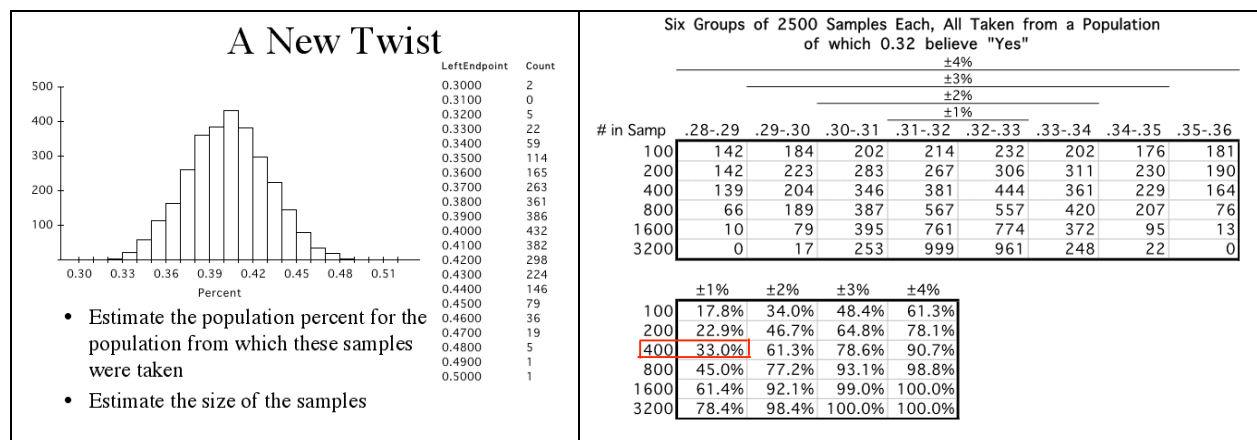 A New Twist
LeftEndpoint Count
0.3000 2
0.3100 0
0.3200 5
0.3300 22
0.3400 59
0.3500 114
0.3600 165
0.3700 263
0.3800 361
0.3900 386
0.4000 432
0.4100 382
0.4200 298
0.4300 224
0.4400 146
0.4500 79
0.4600 36
0.4700 19
0.4800 5
0.4900 1
0.5000 1
500
400
300
200
100
0.30 0.33 0.36 0.39 0.42 0.45 0.48 0.51
Percent
• Estimate the population percent for the
population from which these samples
were taken
• Estimate the size of the samples
Six Groups of 2500 Samples Each, All Taken from a Population
of which 0.32 believe "Yes"
±4%
±3%
±2%
±1%
# in Samp .28-.29 .29-.30 .30-.31 .31-.32 .32-.33 .33-.34 .34-.35 .35-.36
100 142 184 202 214 232 202 176 181
200 142 223 283 267 306 311 230 190
400 139 204 346 381 444 361 229 164
800 66 189 387 567 557 420 207 76
1600 10 79 395 761 774 372 95 13
3200 0 17 253 999 961 248 22 0
±1% ±2% ±3% ±4%
100 17.8% 34.0% 48.4% 61.3%
200 22.9% 46.7% 64.8% 78.1%
400 33.0% 61.3% 78.6% 90.7%
800 45.0% 77.2% 93.1% 98.8%
1600 61.4% 92.1% 99.0% 100.0%
3200 78.4% 98.4% 100.0% 100.0%